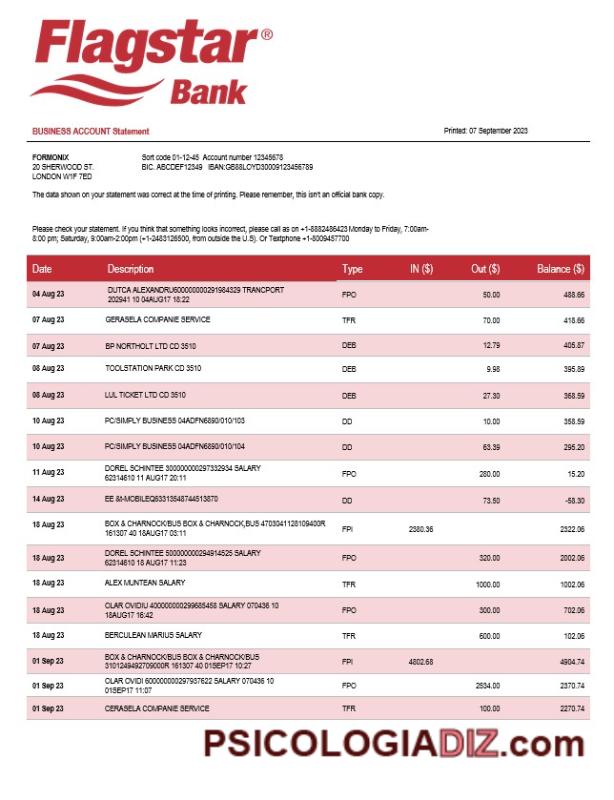 Flagstar®
Bank
BUSINESS ACCOUNT Statement Printed: 07 September 2023
FORMONIX Sort code 01-12-45 Account number 12345678
20 SHERWOOD ST. BIC. ABCDEF12349 IBAN:GB88LOYD30009123456789
LONDON W1F 7ED
The data shown on your statement was correct at the time of printing. Please remember, this isn't an official bank copy.
Please check your statement. If you think that something looks incorrect, please call as on +1-8882486423 Monday to Friday, 7:00am-
8:00 pm; Saturday, 9:00am-2:00pm (+1-2483126500, from outside the U.S). Or Textphone +1-8009457700
Date Description Type IN ($) Out ($) Balance ($)
04 Aug 23 DUTCA ALEXANDRU600000000291984329 TRANCPORT FPO 50.00 488.66
202941 10 04AUG17 18:22
07 Aug 23 GERASELA COMPANIE SERVICE TFR 70.00 418.66
07 Aug 23 BP NORTHOLT LTD CD 3510 DEB 12.79 405.87
08 Aug 23 TOOLSTATION PARK CD 3510 DEB 9.98 395.89
08 Aug 23 LUL TICKET LTD CD 3510 DEB 27.30 368.59
10 Aug 23 PC/SIMPLY BUSINESS 04ADFN6890/010/103 DD 10.00 358.59
10 Aug 23 PC/SIMPLY BUSINESS 04ADFN6890/010/104 DD 63.39 295.20
11 Aug 23 DOREL SCHINTEE 300000000297332934 SALARY FPO 280.00 15.20
62314610 11 AUG17 20:11
14 Aug 23 EE &t-MOBILEQ63313548744513870 DD 73.50 -58.30
18 Aug 23 BOX & CHARNOCK/BUS BOX & CHARNOCK,BUS 4703041128109400R FPI 2380.36 2322.06
161307 40 18AUG17 03:11
18 Aug 23 DOREL SCHINTEE 500000000294914525 SALARY FPO 320.00 2002.06
62314610 18 AUG17 11:23
18 Aug 23 ALEX MUNTEAN SALARY TFR 1000.00 1002.06
18 Aug 23 OLAR OVIDIU 400000000299685458 SALARY 070436 10 FPO 300.00 702.06
18AUG17 16:42
18 Aug 23 BERCULEAN MARIUS SALARY TFR 600.00 102.06
01 Sep 23 BOX & CHARNOCK/BUS BOX & CHARNOCK/BUS FPI 4802.68 4904.74
3101249492709000R 161307 40 01SEP17 10:27
01 Sep 23 OLAR OVIDI 600000000297937622 SALARY 070436 10 FPO 2534.00 2370.74
01SEP17 11:07
01 Sep 23 CERASELA COMPANIE SERVICE TFR 100.00 2270.74
PSICOLOGIADIZ.com